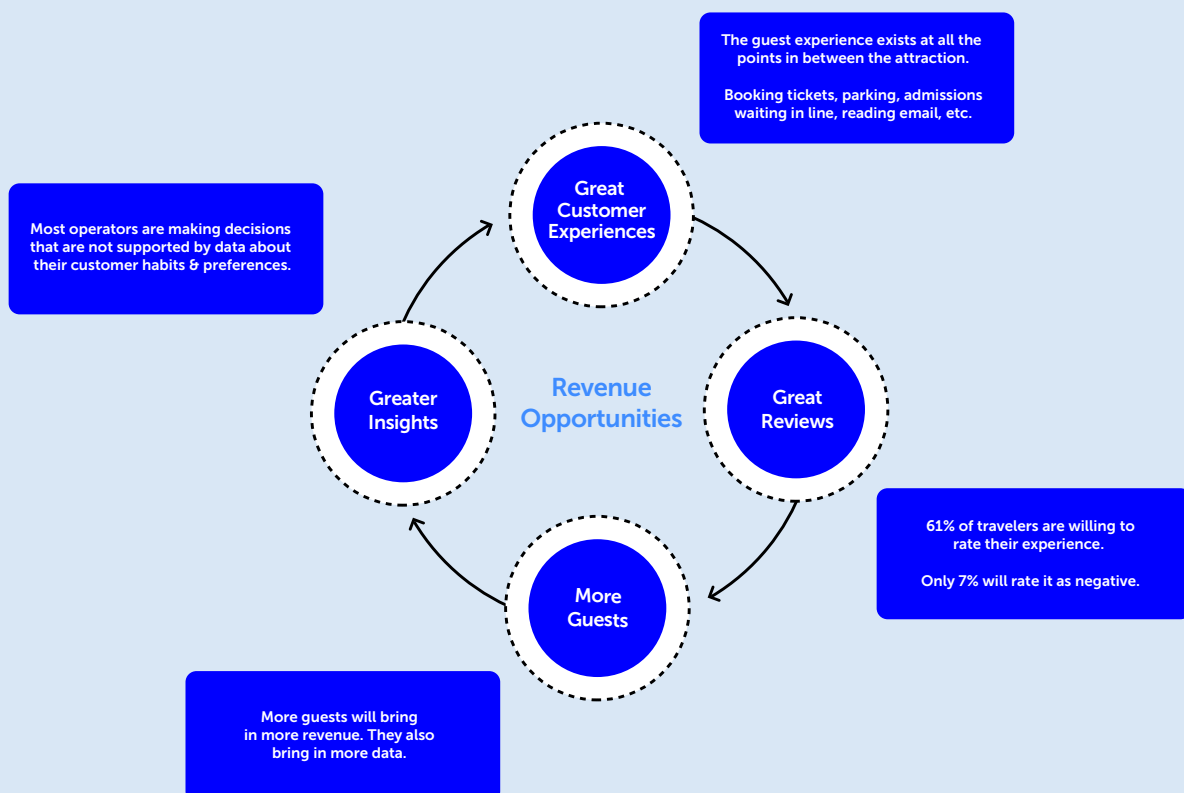 The guest experience exists at all the
points in between the attraction.
Booking tickets, parking, admissions
waiting in line, reading email, etc.
Great
Customer
Experiences
Most operators are making decisions
that are not supported by data about
their customer habits & preferences.
Greater
Insights
Revenue
Opportunities
Great
Reviews
61% of travelers are willing to
rate their experience.
Only 7% will rate it as negative.
More
Guests
More guests will bring
in more revenue. They also
bring in more data.